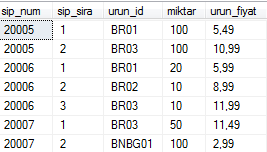 sip_num sip_sira urun_id miktar urun_fiyat
20005 1 BR01 100 5,49
20005 2 BR03 100 10,99
20006 1 BR01 20 5,99
20006 2 BR02 10 8,99
20006 3 BR03 10 11,99
20007 1 BR03 50 11,49
20007 2 BNBG01 100 2,99